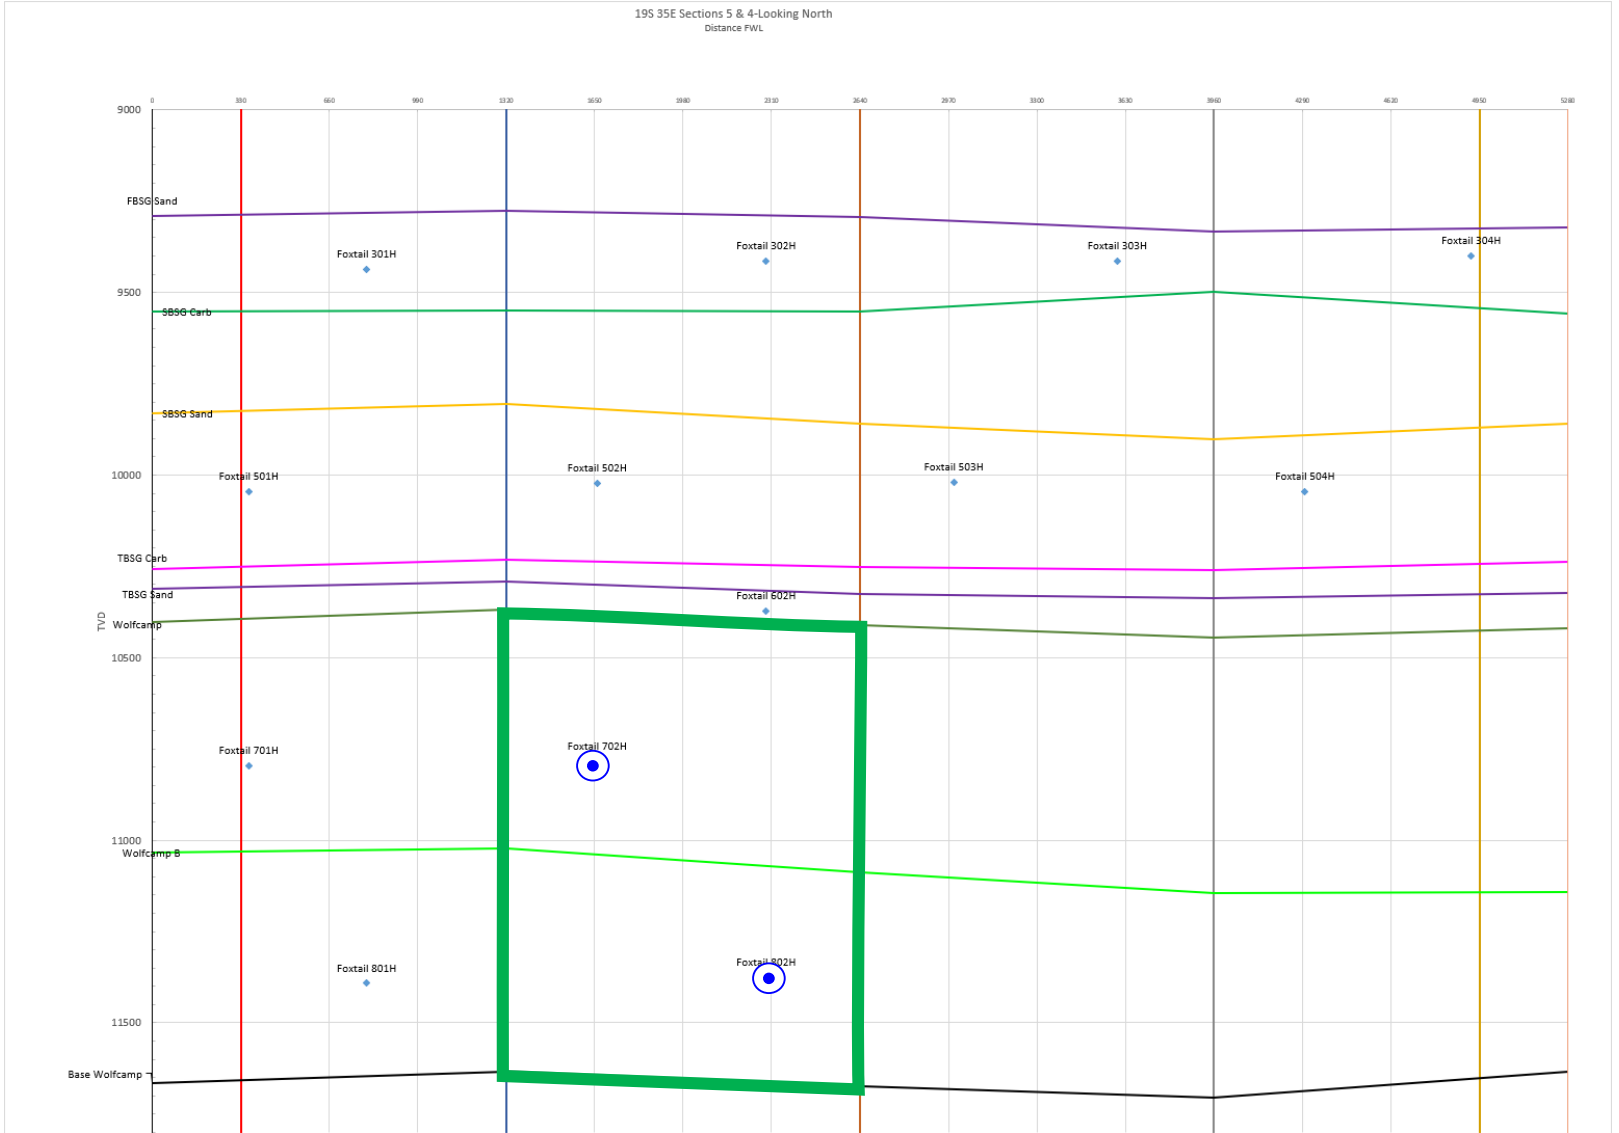 19S 35E Sections 5 & 4-Looking North
Distance FWL
0 330 660 990 1320 1650 1980 2310 2640 2970 3300 3630 3960 4290 4620 4950 5280
9000
FBSG Sand
Foxtail 301H
Foxtail 302H
Foxtail 303H
Foxtail 304H
9500
SBSG Carb
SBSG Sand
10000
Foxtail 501H
Foxtail 502H
Foxtail 503H
Foxtail 504H
TBSG Carb
TBSG Sand
Foxtail 602H
TVD
Wolfcamp
10500
Foxtail 701H
Foxtail 702H
11000
Wolfcamp B
Foxtail 801H
Foxtail 802H
11500
Base Wolfcamp